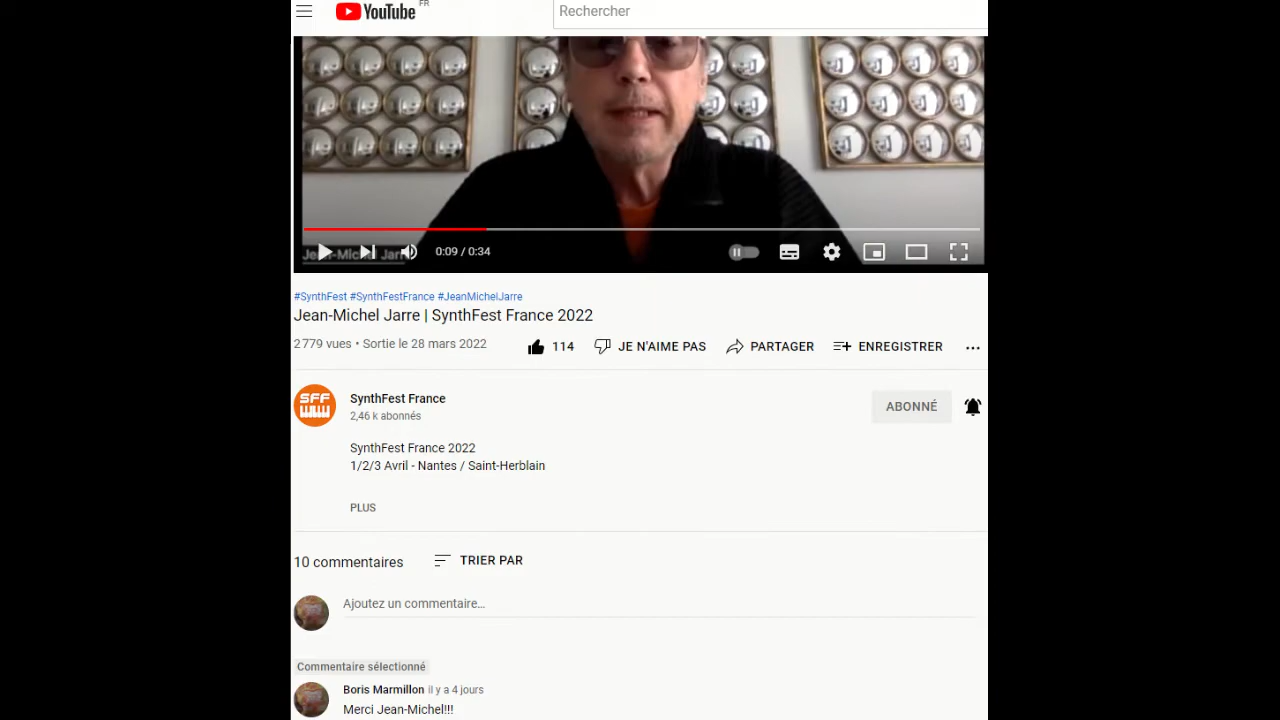 YouTube FR
Rechercher
Jean-Michel Jarre
0:09 / 0:34
#SynthFest #SynthFestFrance #JeanMichelJarre
Jean-Michel Jarre | SynthFest France 2022
2 779 vues • Sortie le 28 mars 2022
114 JE N'AIME PAS PARTAGER ENREGISTRER
SFF
SynthFest France
2,46 k abonnés
ABONNÉ
SynthFest France 2022
1/2/3 Avril - Nantes / Saint-Herblain
PLUS
10 commentaires TRIER PAR
Ajoutez un commentaire...
Commentaire sélectionné
Boris Marmillon il y a 4 jours
Merci Jean-Michel!!!